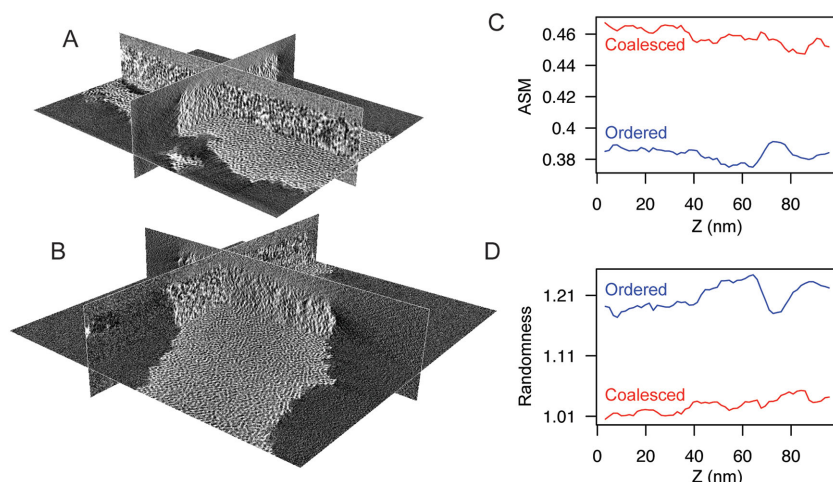 A
B
C
ASM
0.46
0.44
0.42
0.4
0.38
Coalesced
Ordered
0 20 40 60 80
Z (nm)
D
Randomness
1.21
1.11
1.01
Ordered
Coalesced
0 20 40 60 80
Z (nm)